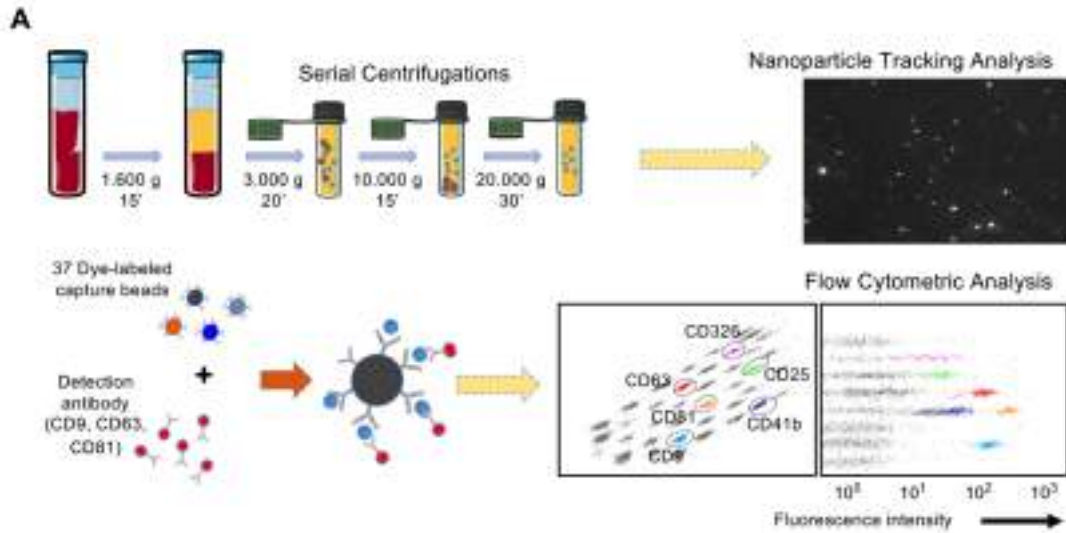 A
Serial Centrifugations
Nanoparticle Tracking Analysis
1.600 g
15'
3.000 g
20'
10.000 g
15'
20.000 g
30'
37 Dye-labeled
capture beads
+
Detection
antibody
(CD9, CD63,
CD81)
Flow Cytometric Analysis
CD326
CD63
CD25
CD81
CD41b
CD9
10⁰ 10¹ 10² 10³
Fluorescence intensity